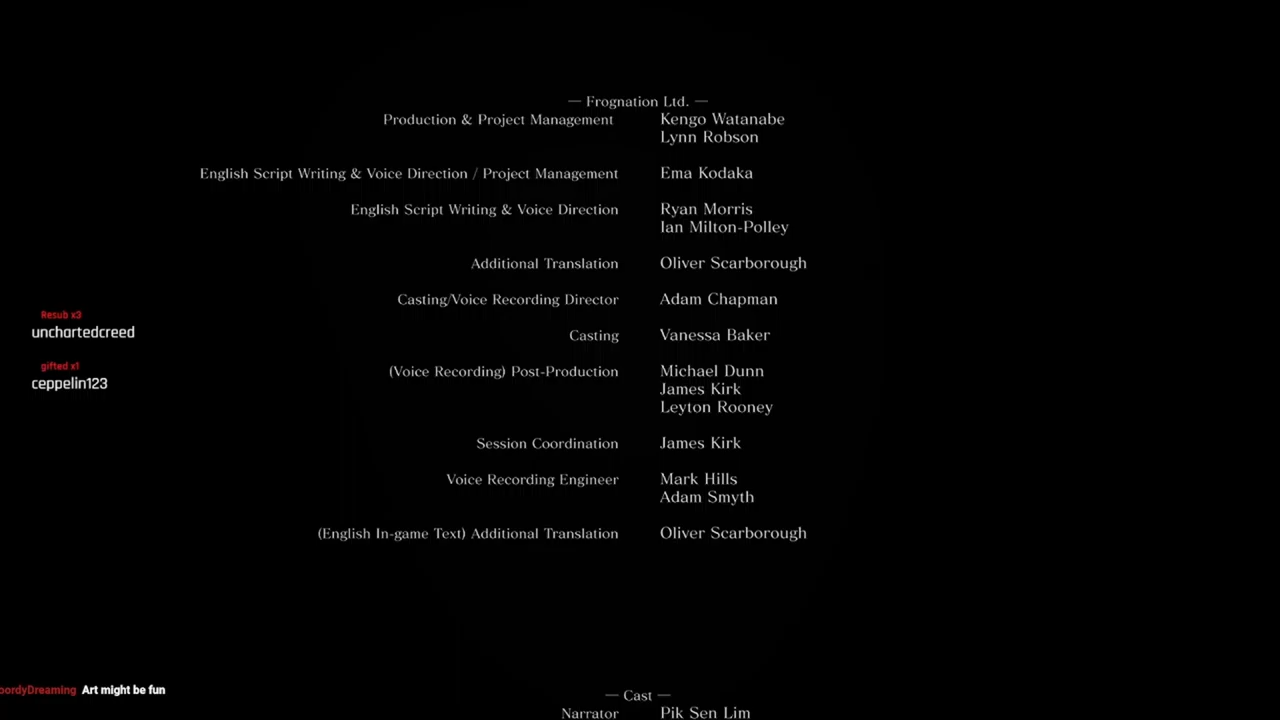 — Frognation Ltd. —
Production & Project Management Kengo Watanabe
Lynn Robson
English Script Writing & Voice Direction / Project Management Ema Kodaka
English Script Writing & Voice Direction Ryan Morris
Ian Milton-Polley
Additional Translation Oliver Scarborough
Casting/Voice Recording Director Adam Chapman
Casting Vanessa Baker
(Voice Recording) Post-Production Michael Dunn
James Kirk
Leyton Rooney
Session Coordination James Kirk
Voice Recording Engineer Mark Hills
Adam Smyth
(English In-game Text) Additional Translation Oliver Scarborough
— Cast —
Narrator Pik Sen Lim
Resub x3
unchartedcreed
gifted x1
ceppelin123
Art might be fun